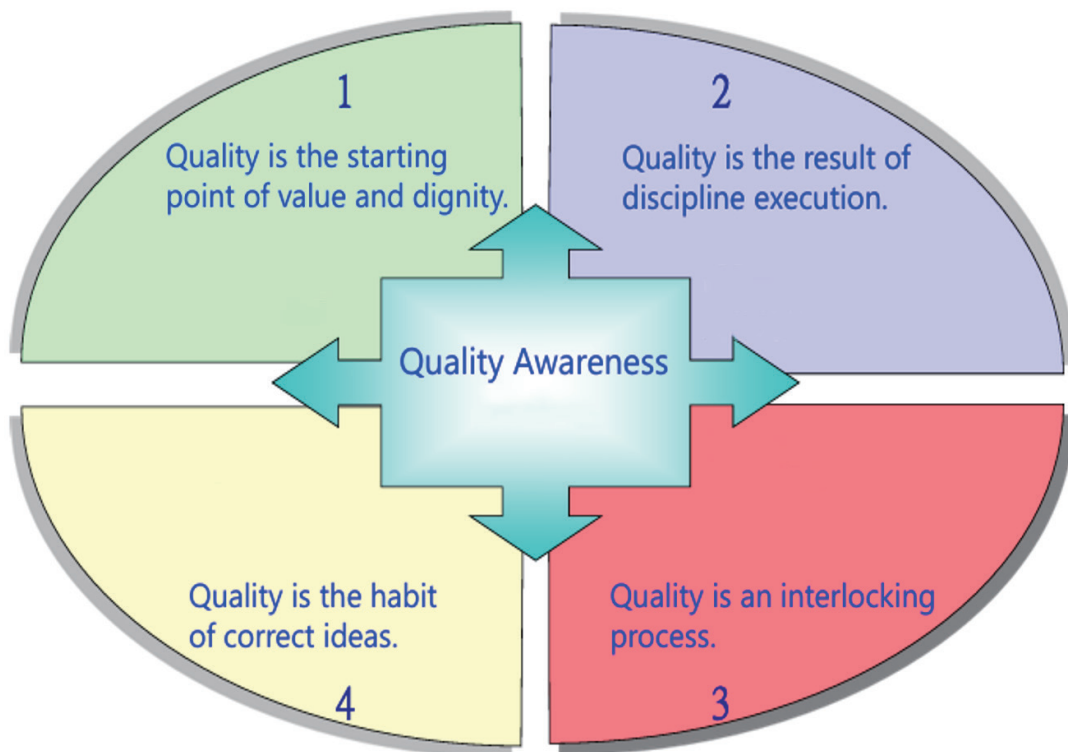 1
Quality is the starting
point of value and dignity.
2
Quality is the result of
discipline execution.
Quality Awareness
Quality is the habit
of correct ideas.
4
Quality is an interlocking
process.
3